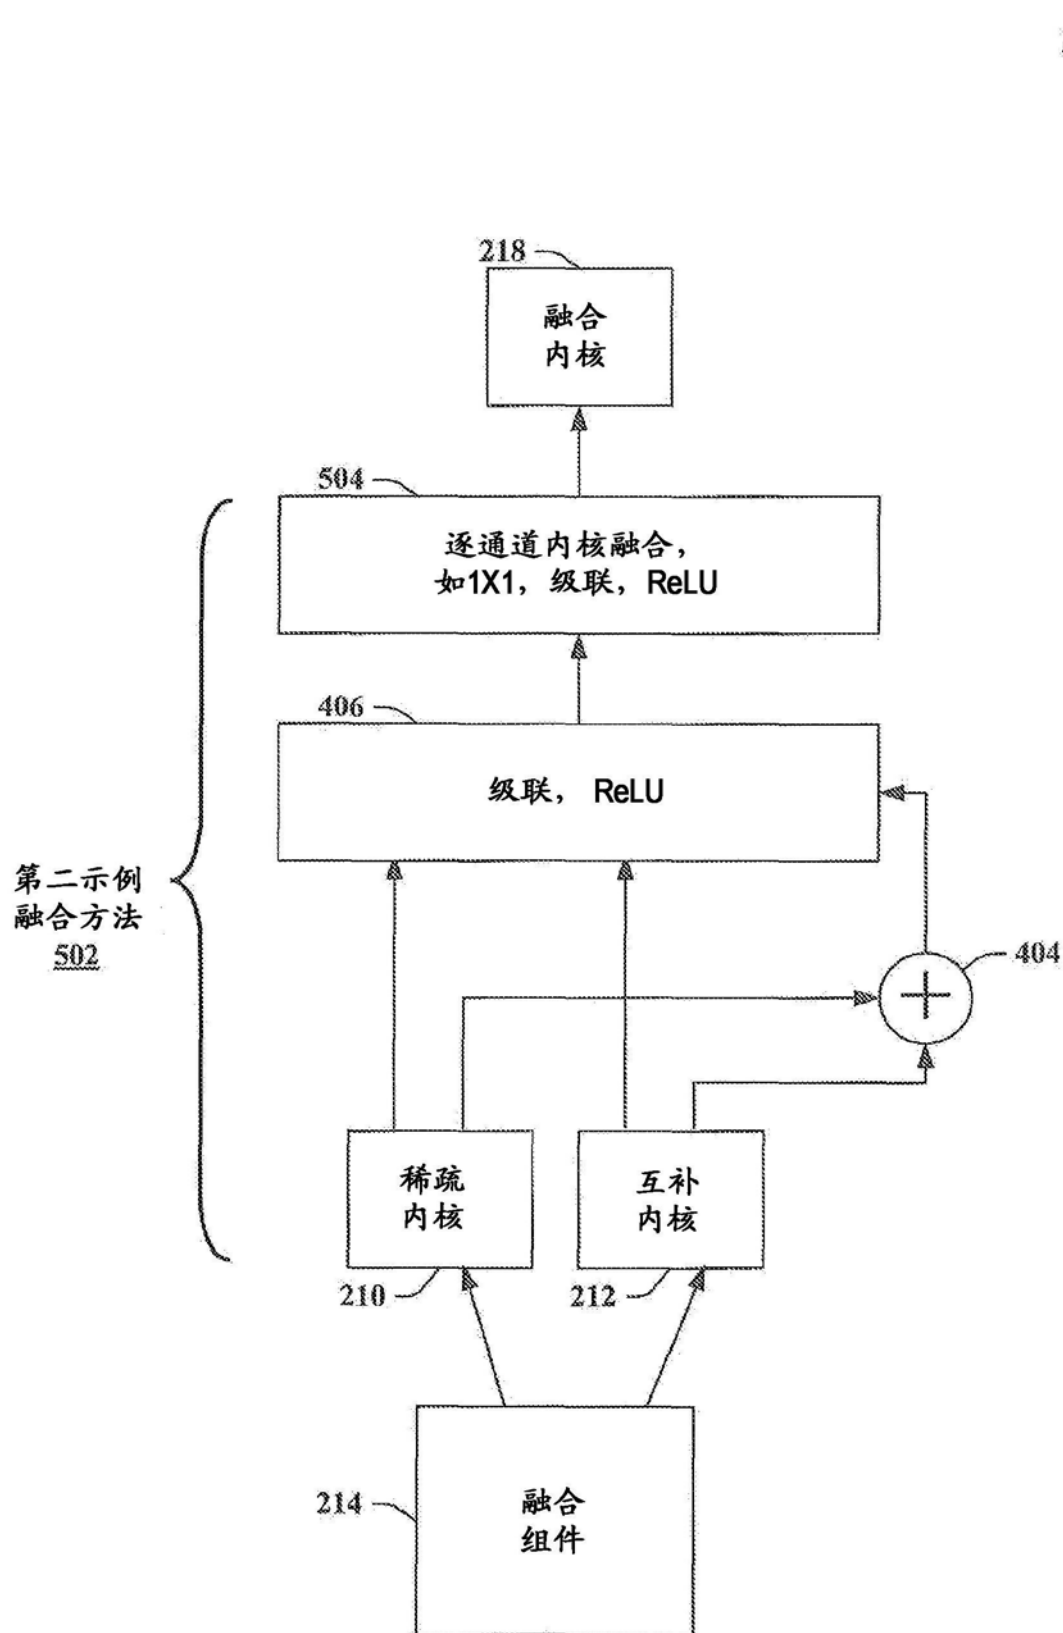 218
融合
内核
504
逐通道内核融合，
如1X1，级联，ReLU
406
级联， ReLU
第二示例
融合方法
502
404
稀疏
内核
互补
内核
210
212
214
融合
组件